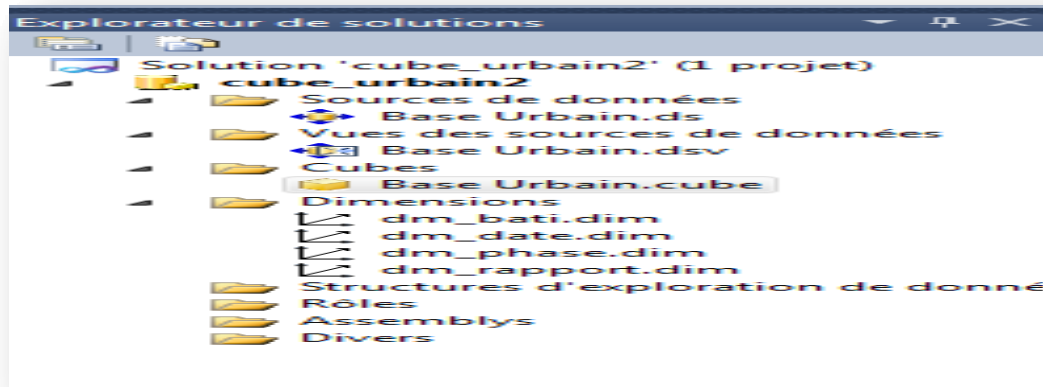 Explorateur de solutions
Solution 'cube_urbain2' (1 projet)
cube_urbain2
Sources de données
Base Urbain.ds
Vues des sources de données
Base Urbain.dsv
Cubes
Base Urbain.cube
Dimensions
dm_bati.dim
dm_date.dim
dm_phase.dim
dm_rapport.dim
Structures d'exploration de donné
Rôles
Assemblys
Divers